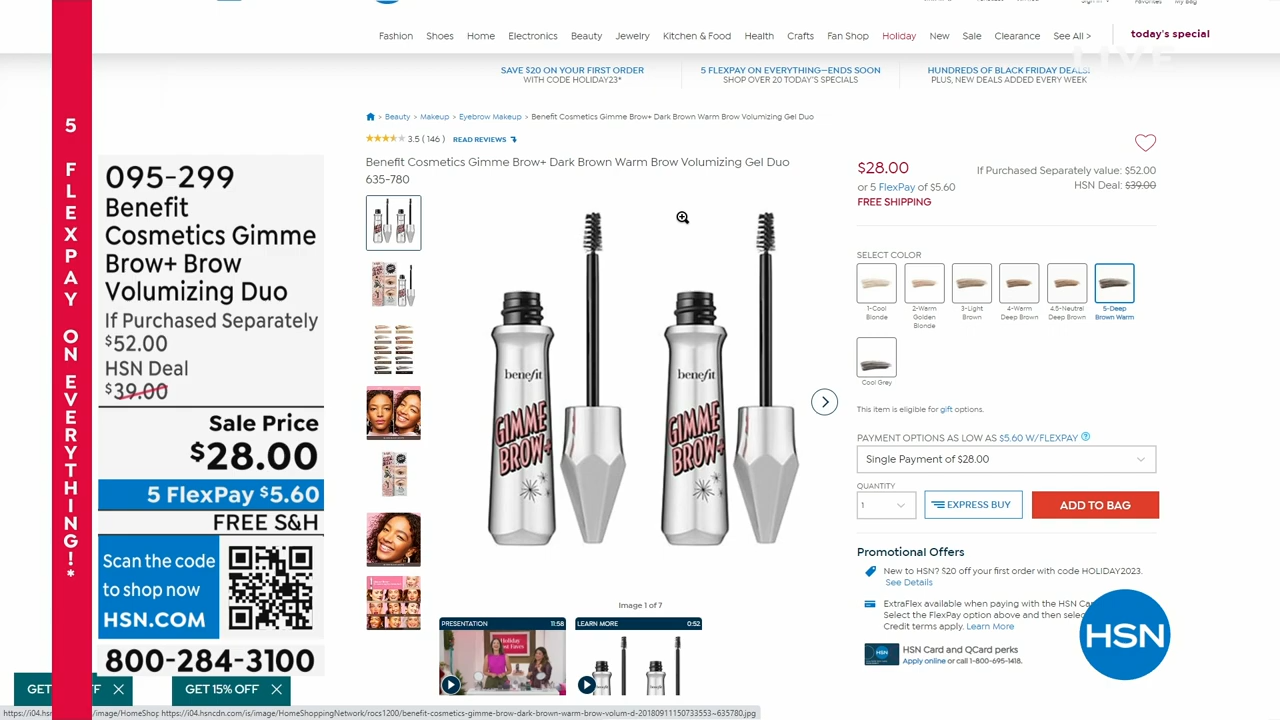 Fashion Shoes Home Electronics Beauty Jewelry Kitchen & Food Health Crafts Fan Shop Holiday New Sale Clearance See All > today's special
LIVE
SAVE $20 ON YOUR FIRST ORDER
WITH CODE HOLIDAY23*
5 FLEXPAY ON EVERYTHING—ENDS SOON
SHOP OVER 20 TODAY'S SPECIALS
HUNDREDS OF BLACK FRIDAY DEALS!
PLUS, NEW DEALS ADDED EVERY WEEK
5 FLEXPAY ON EVERYTHING!*
095-299
Benefit
Cosmetics Gimme
Brow+ Brow
Volumizing Duo
If Purchased Separately
$52.00
HSN Deal
$39.00
Sale Price
$28.00
5 FlexPay $5.60
FREE S&H
Scan the code
to shop now
HSN.COM
800-284-3100
GET 15% OFF
> Beauty > Makeup > Eyebrow Makeup > Benefit Cosmetics Gimme Brow+ Dark Brown Warm Brow Volumizing Gel Duo
3.5 ( 146 ) READ REVIEWS
Benefit Cosmetics Gimme Brow+ Dark Brown Warm Brow Volumizing Gel Duo
635-780
benefit
GIMME
BROW+
benefit
GIMME
BROW+
Image 1 of 7
PRESENTATION 11:58
LEARN MORE 0:52
$28.00
or 5 FlexPay of $5.60
FREE SHIPPING
If Purchased Separately value: $52.00
HSN Deal: $39.00
SELECT COLOR
1-Cool
Blonde
2-Warm
Golden
Blonde
3-Light
Brown
4-Warm
Deep Brown
4.5-Neutral
Deep Brown
5-Deep
Brown Warm
Cool Grey
This item is eligible for gift options.
PAYMENT OPTIONS AS LOW AS $5.60 W/FLEXPAY
Single Payment of $28.00
QUANTITY
1
EXPRESS BUY
ADD TO BAG
Promotional Offers
New to HSN? $20 off your first order with code HOLIDAY2023.
See Details
ExtraFlex available when paying with the HSN
Select the FlexPay option above and then
Credit terms apply. Learn More
HSN Card and QCard perks
Apply online or call 1-800-695-1418.
HSN